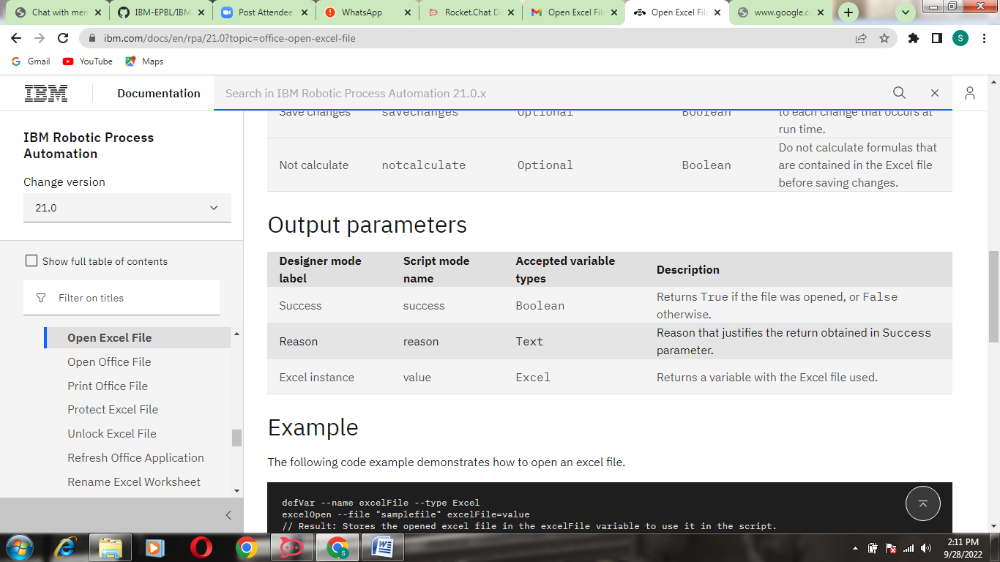 Chat with men
IBM-EPBL/IBM
Post Attendee
WhatsApp
Rocket.Chat D
Open Excel File
Open Excel File
www.google.c
ibm.com/docs/en/rpa/21.0?topic=office-open-excel-file
S
Gmail
YouTube
Maps
IBM
Documentation
Search in IBM Robotic Process Automation 21.0.x
IBM Robotic Process
Automation
Change version
21.0
Show full table of contents
Filter on titles
Open Excel File
Open Office File
Print Office File
Protect Excel File
Unlock Excel File
Refresh Office Application
Rename Excel Worksheet
Save changes savechanges Optional Boolean to each change that occurs at
run time.
Not calculate notcalculate Optional Boolean Do not calculate formulas that
are contained in the Excel file
before saving changes.
Output parameters
Designer mode label Script mode name Accepted variable types Description
Success success Boolean Returns True if the file was opened, or False
otherwise.
Reason reason Text Reason that justifies the return obtained in Success
parameter.
Excel instance value Excel Returns a variable with the Excel file used.
Example
The following code example demonstrates how to open an excel file.
defVar --name excelFile --type Excel
excelOpen --file "samplefile" excelFile=value
// Result: Stores the opened excel file in the excelFile variable to use it in the script.
2:11 PM
9/28/2022